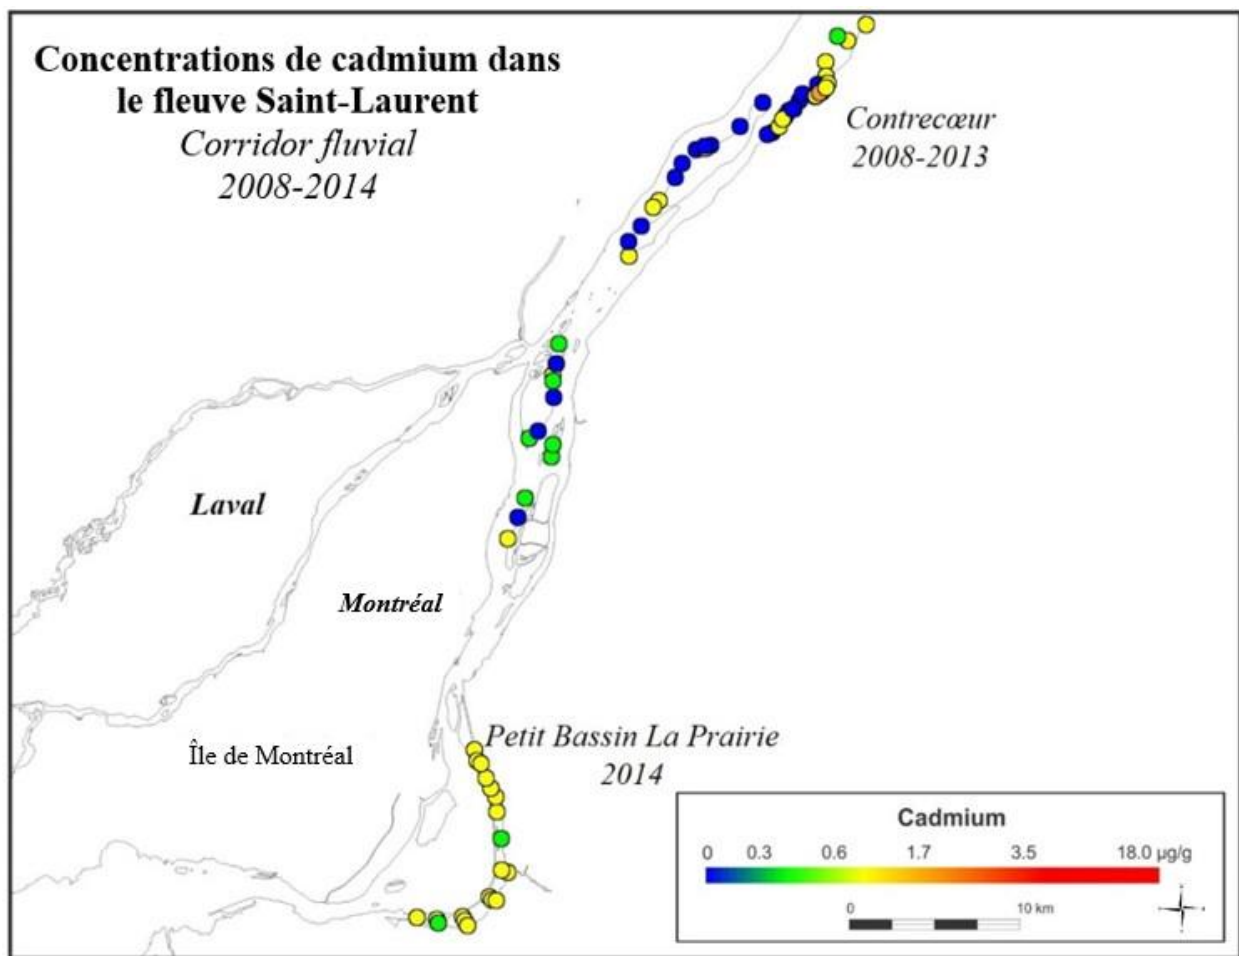 Concentrations de cadmium dans
le fleuve Saint-Laurent
Corridor fluvial
2008-2014
Contrecœur
2008-2013
Laval
Montréal
Île de Montréal
Petit Bassin La Prairie
2014
Cadmium
0 0.3 0.6 1.7 3.5 18.0 µg/g
0 10 km